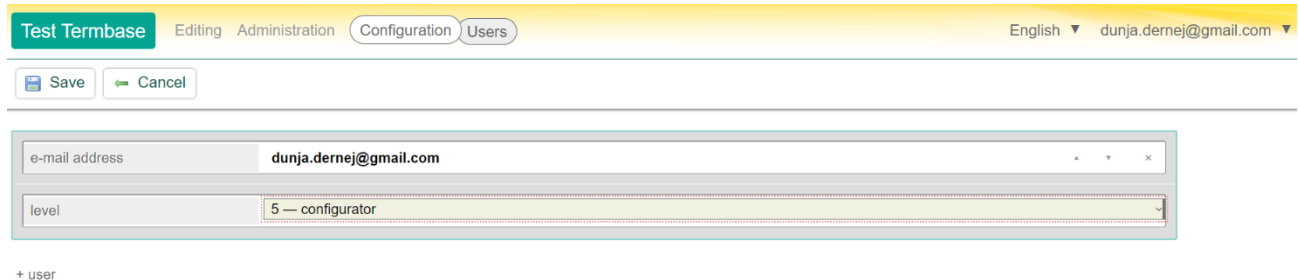 Test Termbase Editing Administration Configuration Users English ▼ dunja.dernej@gmail.com ▼
Save Cancel
e-mail address dunja.dernej@gmail.com
level 5 — configurator
+ user